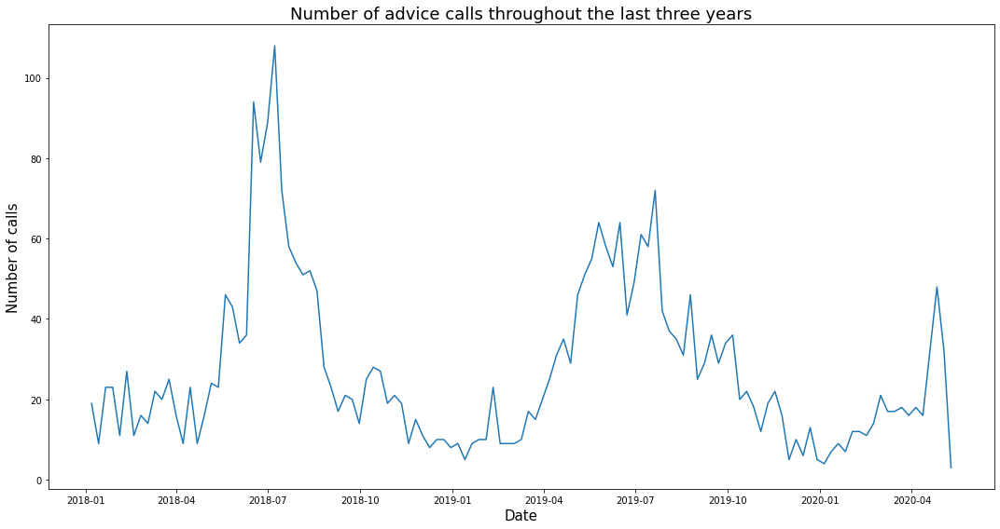 Number of advice calls throughout the last three years
Number of calls
100
80
60
40
20
0
2018-01 2018-04 2018-07 2018-10 2019-01 2019-04 2019-07 2019-10 2020-01 2020-04
Date